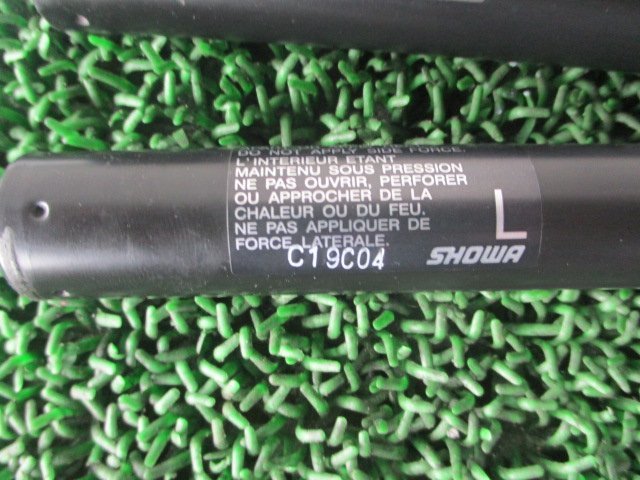 DO NOT APPLY SIDE FORCE.
L'INTERIEUR ETANT
MAINTENU SOUS PRESSION
NE PAS OUVRIR, PERFORER
OU APPROCHER DE LA
CHALEUR OU DU FEU.
NE PAS APPLIQUER DE
FORCE LATERALE.
C19C04
L
SHOWA